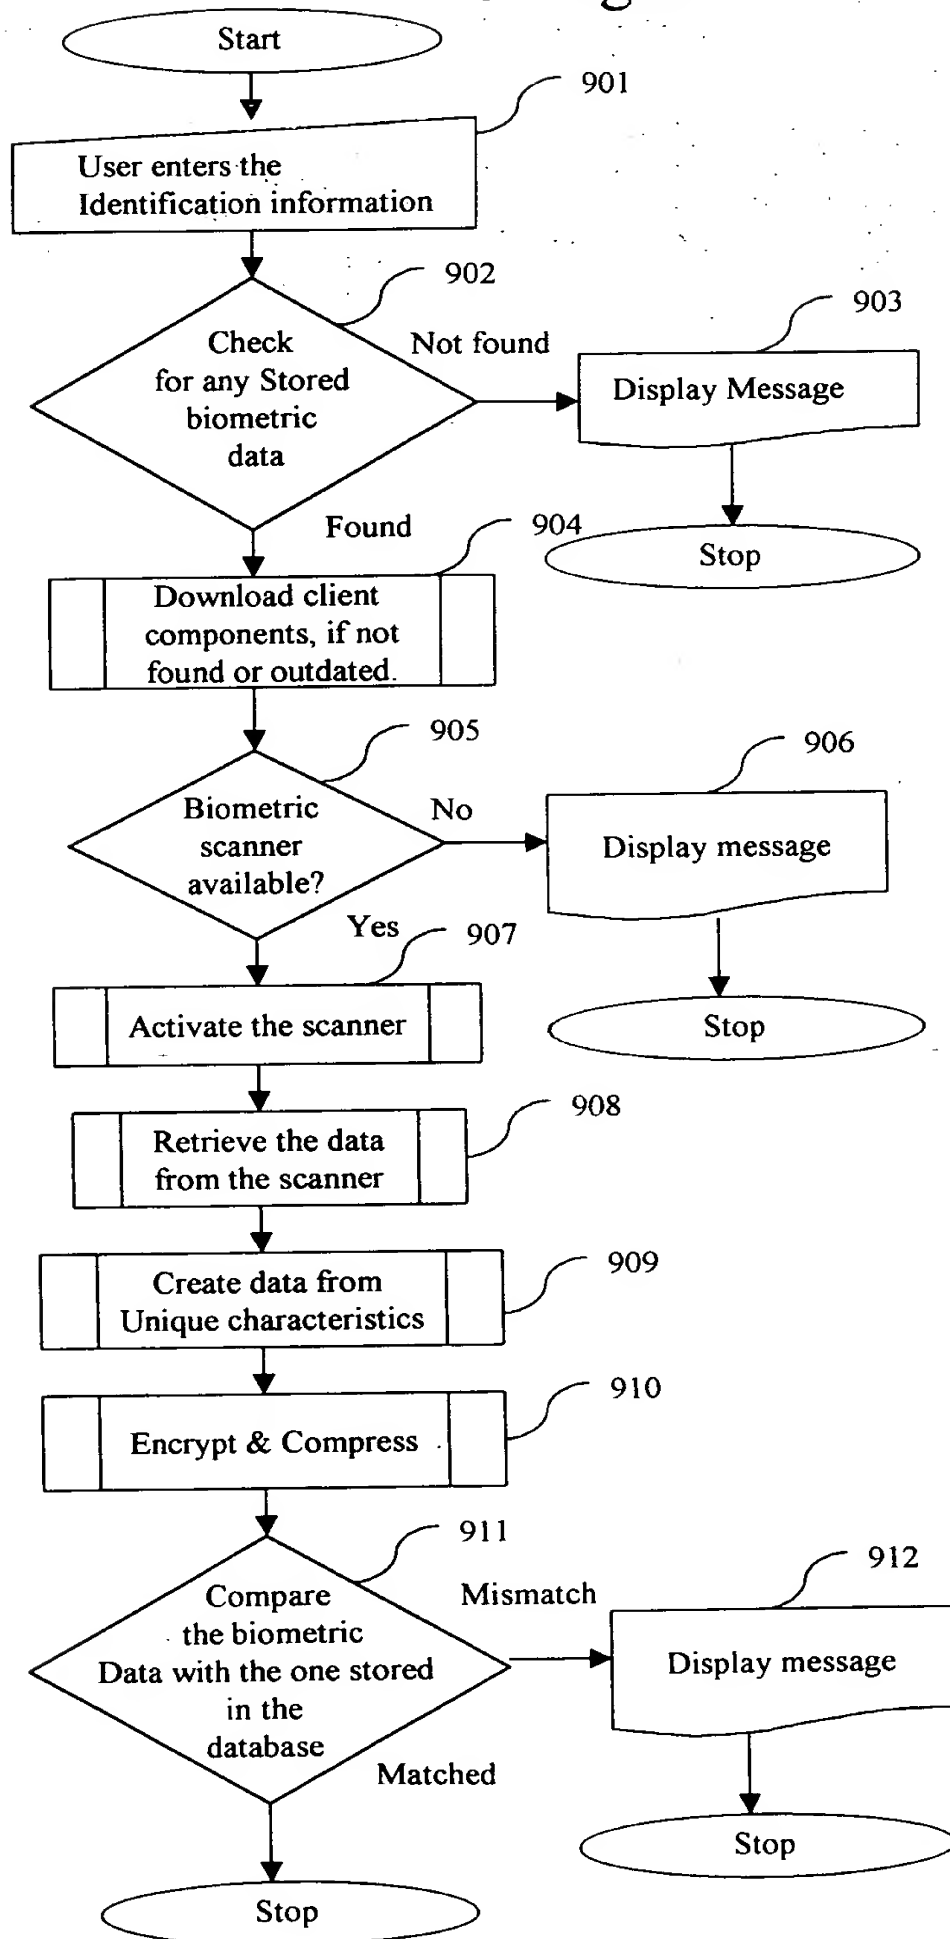 Start
901
User enters the
Identification information
902
Check
for any Stored
biometric
data
Not found
903
Display Message
Stop
Found
904
Download client
components, if not
found or outdated.
905
Biometric
scanner
available?
No
906
Display message
Stop
Yes
907
Activate the scanner
908
Retrieve the data
from the scanner
909
Create data from
Unique characteristics
910
Encrypt & Compress
911
Compare
the biometric
Data with the one stored
in the
database
Mismatch
912
Display message
Stop
Matched
Stop